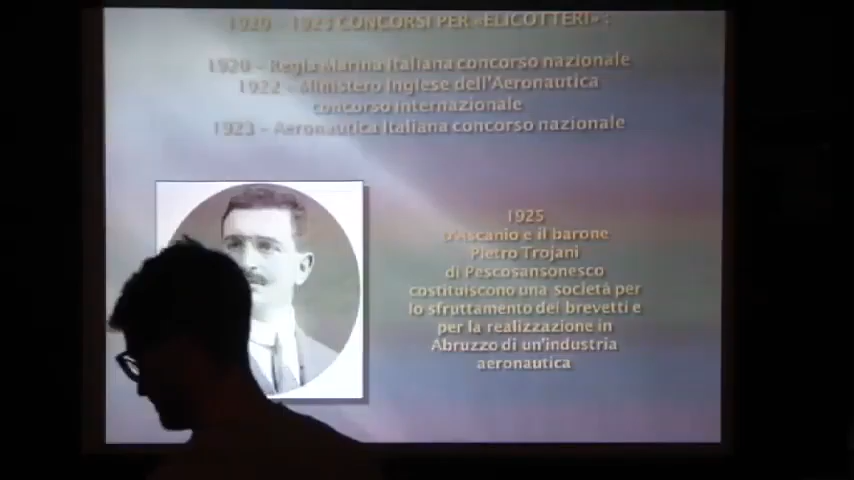 1920 - 1923 CONCORSI PER «ELICOTTERI» :
1920 - Regia Marina Italiana concorso nazionale
1922 - Ministero Inglese dell'Aeronautica
concorso internazionale
1923 - Aeronautica Italiana concorso nazionale
1925
D'Ascanio e il barone
Pietro Trojani
di Pescosansonesco
costituiscono una società per
lo sfruttamento dei brevetti e
per la realizzazione in
Abruzzo di un'industria
aeronautica